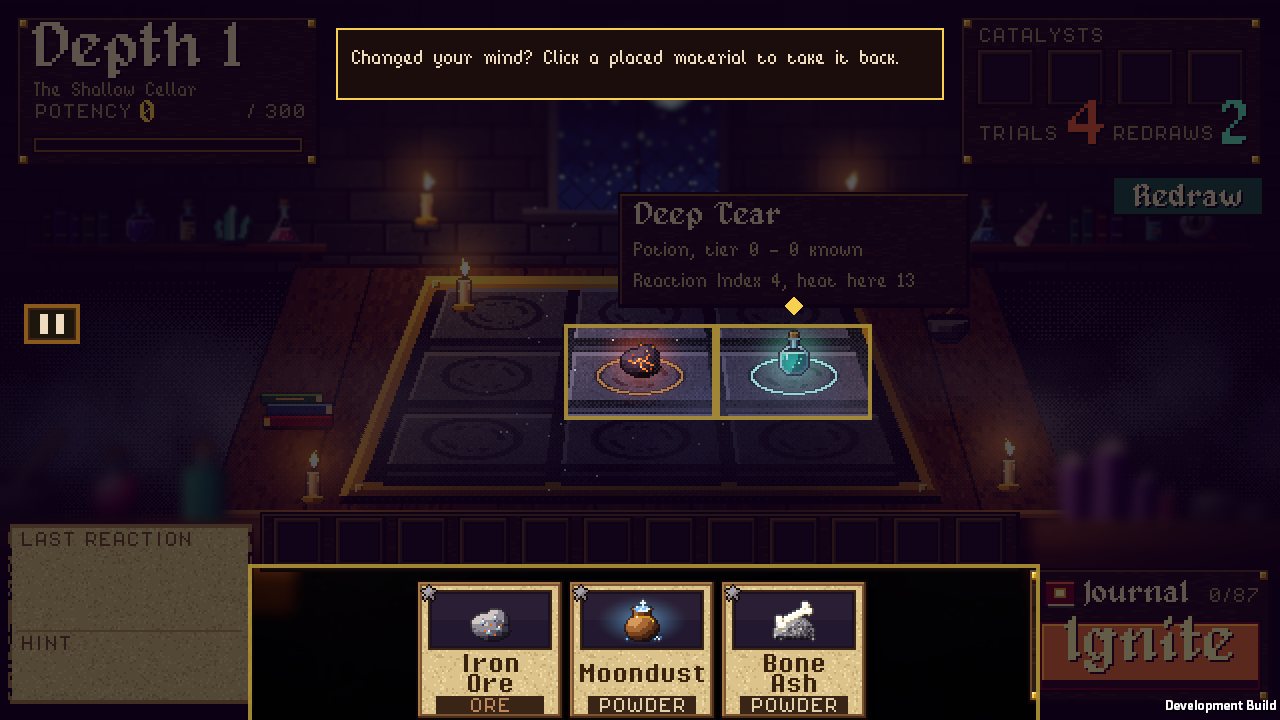 Depth 1
The Shallow Cellar
POTENCY 0 / 300
Changed your mind? Click a placed material to take it back.
CATALYSTS
TRIALS 4 REDRAWS 2
Redraw
Deep Tear
Potion, tier 0 - 0 known
Reaction Index 4, heat here 13
LAST REACTION
HINT
Iron
Ore
ORE
Moondust
POWDER
Bone
Ash
POWDER
Journal 0/87
Ignite
Development Build